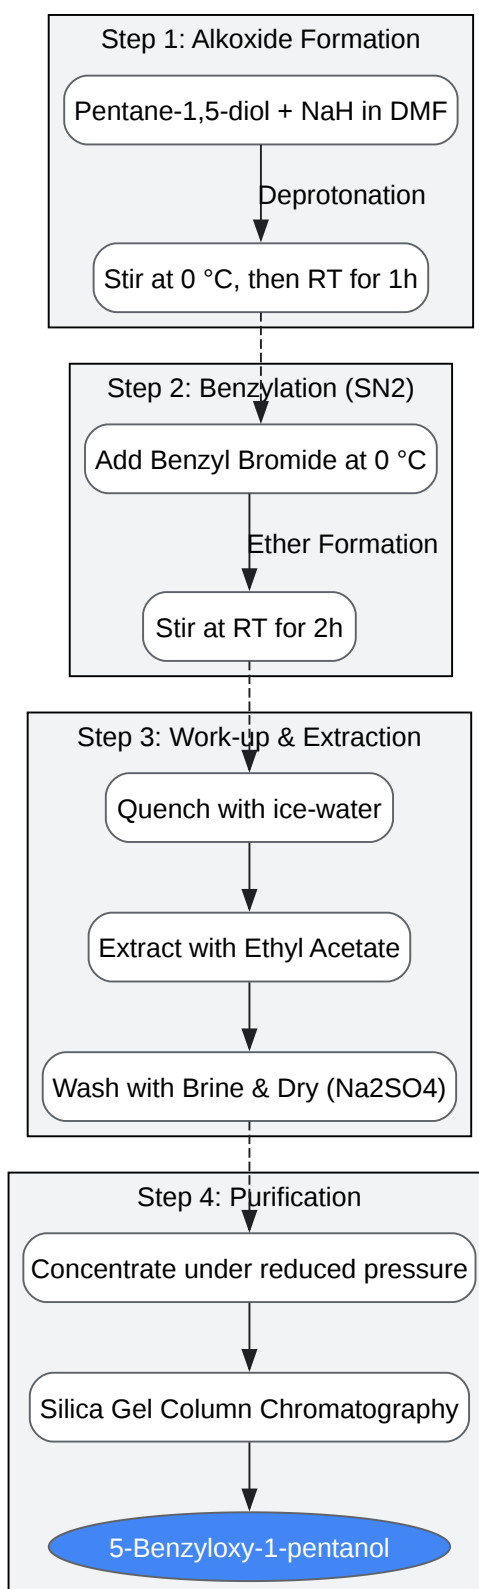 Step 1: Alkoxide Formation
Pentane-1,5-diol + NaH in DMF
Deprotonation
Stir at 0 °C, then RT for 1h
Step 2: Benzylation (SN2)
Add Benzyl Bromide at 0 °C
Ether Formation
Stir at RT for 2h
Step 3: Work-up & Extraction
Quench with ice-water
Extract with Ethyl Acetate
Wash with Brine & Dry (Na2SO4)
Step 4: Purification
Concentrate under reduced pressure
Silica Gel Column Chromatography
5-Benzyloxy-1-pentanol